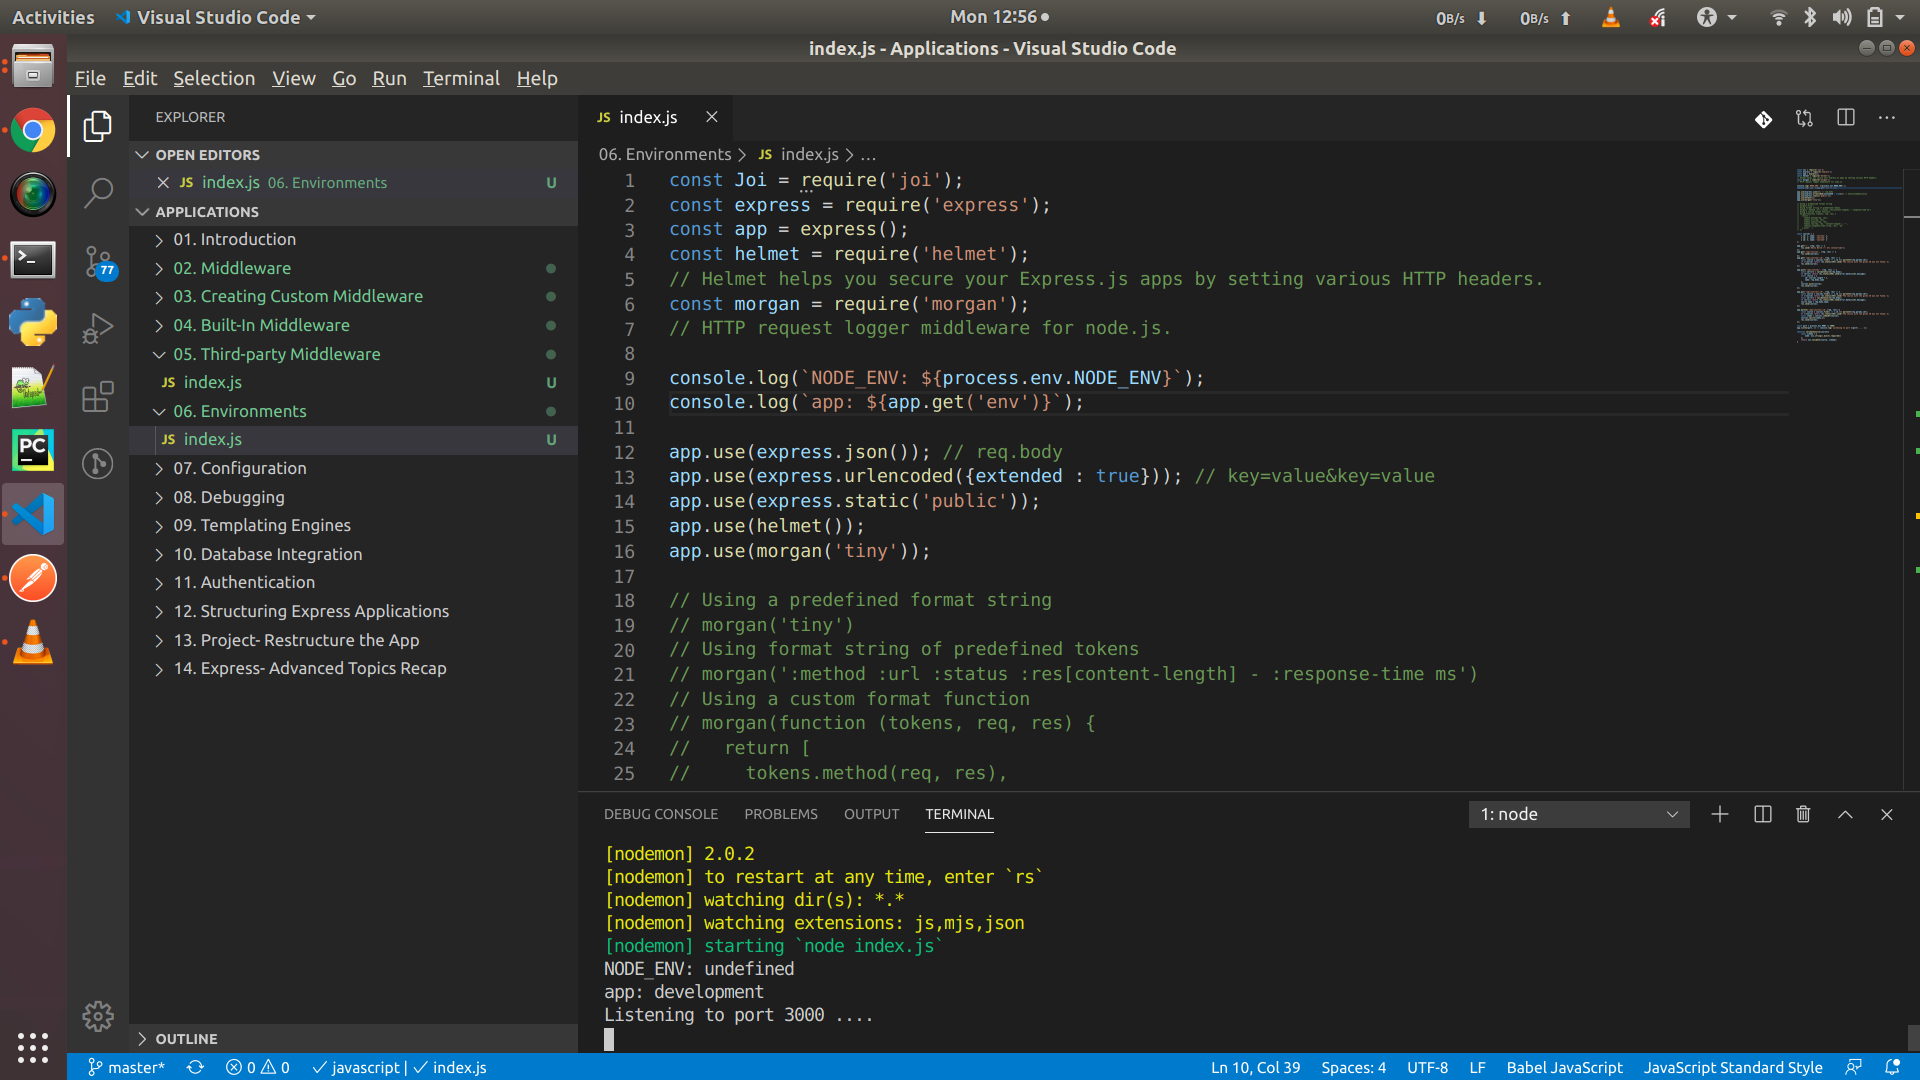 Activities Visual Studio Code Mon 12:56 0B/s 0B/s
index.js - Applications - Visual Studio Code
File Edit Selection View Go Run Terminal Help
EXPLORER
OPEN EDITORS
JS index.js 06. Environments U
APPLICATIONS
01. Introduction
02. Middleware
03. Creating Custom Middleware
04. Built-In Middleware
05. Third-party Middleware
JS index.js U
06. Environments
JS index.js U
07. Configuration
08. Debugging
09. Templating Engines
10. Database Integration
11. Authentication
12. Structuring Express Applications
13. Project- Restructure the App
14. Express- Advanced Topics Recap
OUTLINE
77
PC
JS index.js
06. Environments > JS index.js > ...
1 const Joi = require('joi');
2 const express = require('express');
3 const app = express();
4 const helmet = require('helmet');
5 // Helmet helps you secure your Express.js apps by setting various HTTP headers.
6 const morgan = require('morgan');
7 // HTTP request logger middleware for node.js.
8
9 console.log(`NODE_ENV: ${process.env.NODE_ENV}`);
10 console.log(`app: ${app.get('env')}`);
11
12 app.use(express.json()); // req.body
13 app.use(express.urlencoded({extended : true})); // key=value&key=value
14 app.use(express.static('public'));
15 app.use(helmet());
16 app.use(morgan('tiny'));
17
18 // Using a predefined format string
19 // morgan('tiny')
20 // Using format string of predefined tokens
21 // morgan(':method :url :status :res[content-length] - :response-time ms')
22 // Using a custom format function
23 // morgan(function (tokens, req, res) {
24 //   return [
25 //     tokens.method(req, res),
DEBUG CONSOLE PROBLEMS OUTPUT TERMINAL 1: node
[nodemon] 2.0.2
[nodemon] to restart at any time, enter `rs`
[nodemon] watching dir(s): *.*
[nodemon] watching extensions: js,mjs,json
[nodemon] starting `node index.js`
NODE_ENV: undefined
app: development
Listening to port 3000 ....
master* 0 0 javascript | index.js Ln 10, Col 39 Spaces: 4 UTF-8 LF Babel JavaScript JavaScript Standard Style